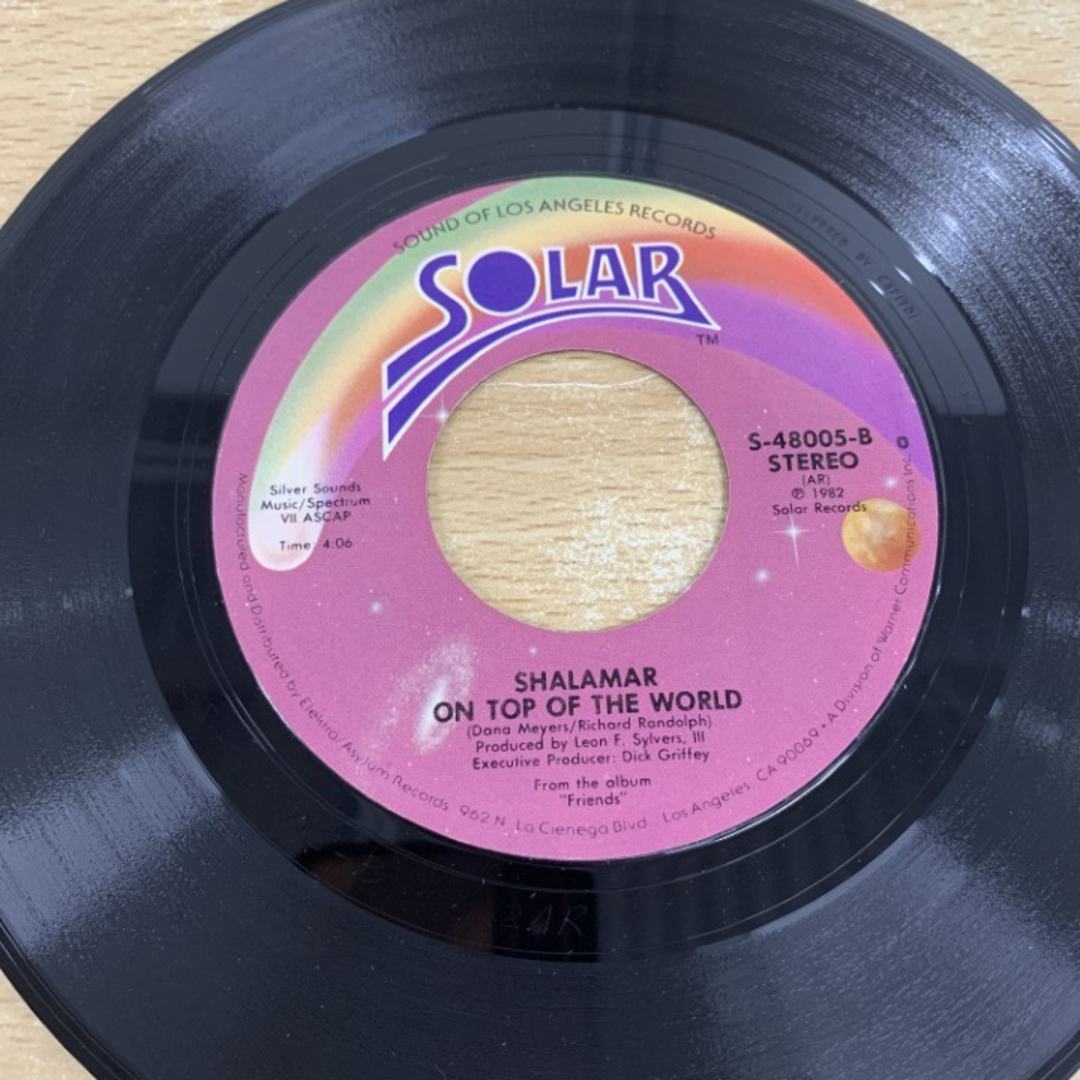 SOUND OF LOS ANGELES RECORDS
SOLAR
TM
S-48005-B
STEREO
(AR)
℗ 1982
Solar Records
Silver Sounds
Music/Spectrum
VII ASCAP
Time: 4:06
SHALAMAR
ON TOP OF THE WORLD
(Dana Meyers/Richard Randolph)
Produced by Leon F. Sylvers, III
Executive Producer: Dick Griffey
From the album
"Friends"
Manufactured and Distributed by Elektra/Asylum Records, 962 N. La Cienega Blvd. Los Angeles, CA 90069 • A Division of Warner Communications Inc.